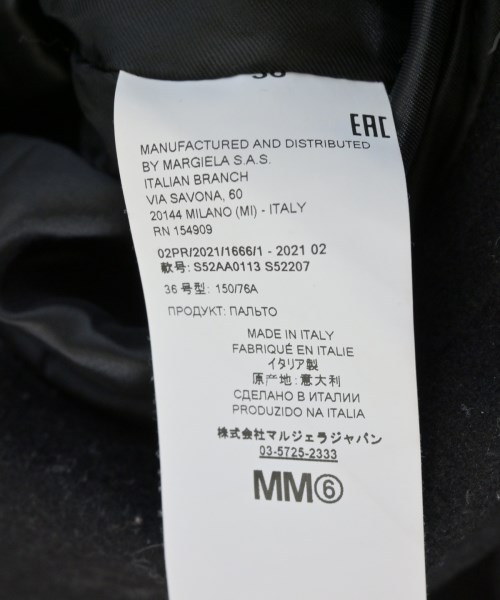 36
EAC
MANUFACTURED AND DISTRIBUTED
BY MARGIELA S.A.S.
ITALIAN BRANCH
VIA SAVONA, 60
20144 MILANO (MI) - ITALY
RN 154909
02PR/2021/1666/1 - 2021 02
款号: S52AA0113 S52207
36 号型: 150/76A
ПРОДУКТ: ПАЛЬТО
MADE IN ITALY
FABRIQUÉ EN ITALIE
イタリア製
原产地: 意大利
СДЕЛАНО В ИТАЛИИ
PRODUZIDO NA ITALIA
株式会社マルジェラジャパン
03-5725-2333
MM⑥